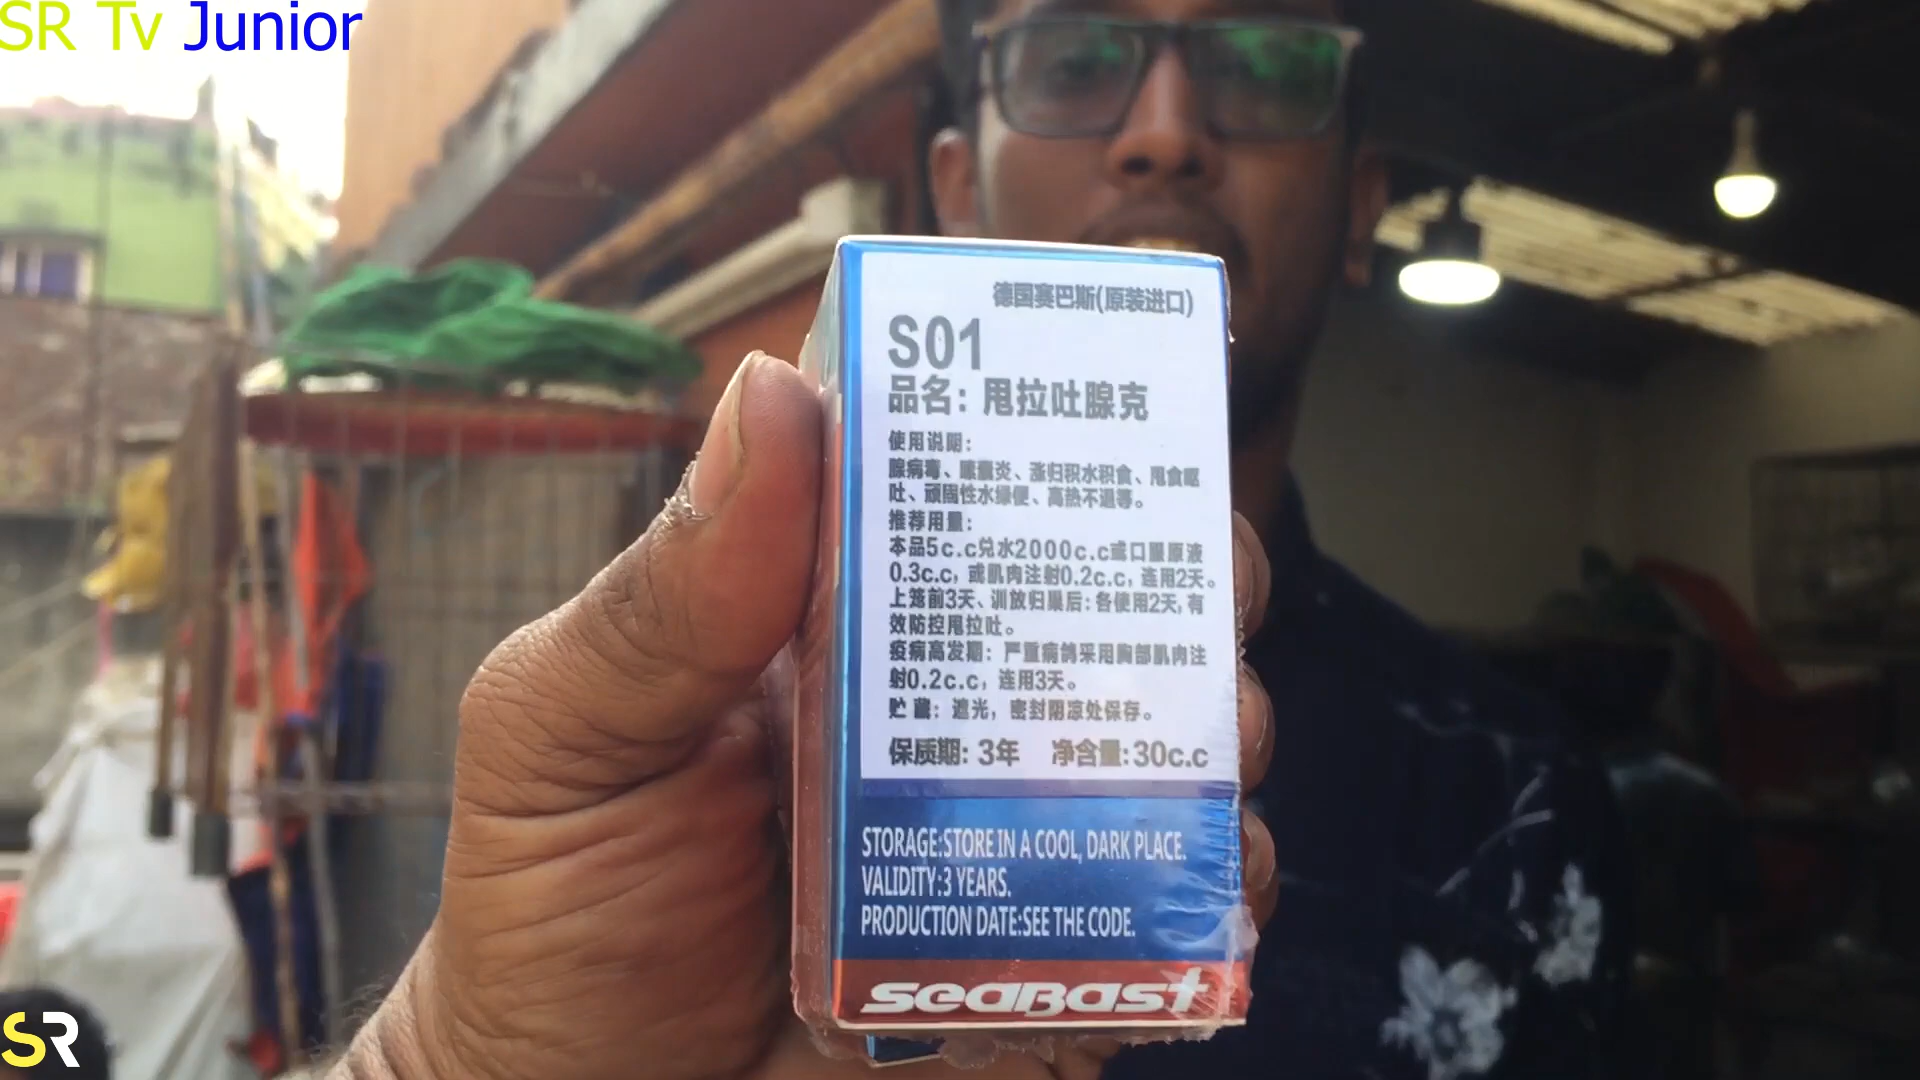 SR Tv Junior
德国赛巴斯(原装进口)
S01
品名：甩拉吐腺克
使用说明：
腺病毒、嗉囊炎、涨归积水积食、甩食呕
吐、顽固性水绿便、高热不退等。
推荐用量：
本品5c.c兑水2000c.c或口服原液
0.3c.c，或肌肉注射0.2c.c，连用2天。
上笼前3天、训放归巢后：各使用2天，有
效防控甩拉吐。
疫病高发期：严重病鸽采用胸部肌肉注
射0.2c.c，连用3天。
贮藏：遮光，密封阴凉处保存。
保质期：3年 净含量：30c.c
STORAGE:STORE IN A COOL, DARK PLACE.
VALIDITY:3 YEARS.
PRODUCTION DATE:SEE THE CODE.
seaBast
SR